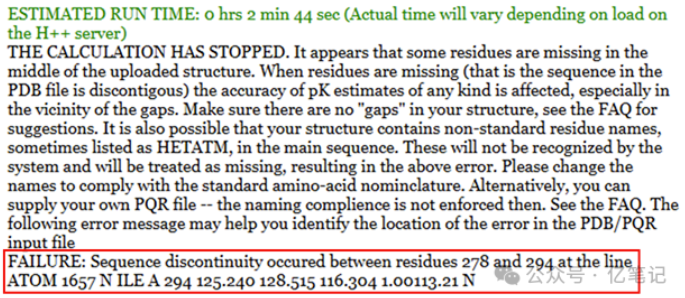 ESTIMATED RUN TIME: 0 hrs 2 min 44 sec (Actual time will vary depending on load on
the H++ server)
THE CALCULATION HAS STOPPED. It appears that some residues are missing in the
middle of the uploaded structure. When residues are missing (that is the sequence in the
PDB file is discontigous) the accuracy of pK estimates of any kind is affected, especially in
the vicinity of the gaps. Make sure there are no "gaps" in your structure, see the FAQ for
suggestions. It is also possible that your structure contains non-standard residue names,
sometimes listed as HETATM, in the main sequence. These will not be recognized by the
system and will be treated as missing, resulting in the above error. Please change the
names to comply with the standard amino-acid nominclature. Alternatively, you can
supply your own PQR file -- the naming complience is not enforced then. See the FAQ. The
following error message may help you identify the location of the error in the PDB/PQR
input file
FAILURE: Sequence discontinuity occured between residues 278 and 294 at the line
ATOM 1657 N ILE A 294 125.240 128.515 116.304 1.00113.21 N
公众号 · 亿笔记